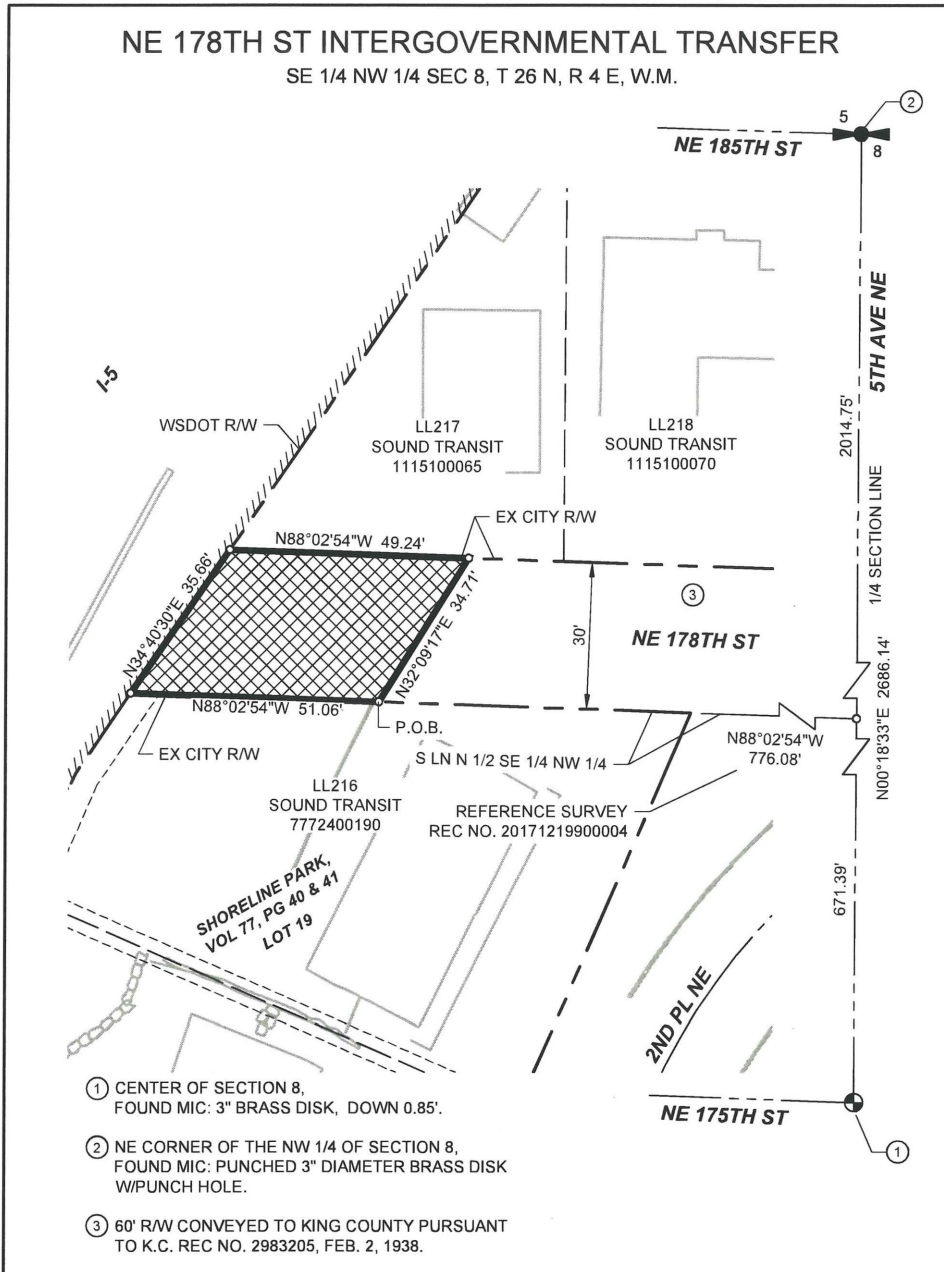 NE 178TH ST INTERGOVERNMENTAL TRANSFER
SE 1/4 NW 1/4 SEC 8, T 26 N, R 4 E, W.M.
2
5
8
NE 185TH ST
5TH AVE NE
2014.75'
1/4 SECTION LINE
I-5
WSDOT R/W
LL217
SOUND TRANSIT
1115100065
LL218
SOUND TRANSIT
1115100070
EX CITY R/W
N88°02'54"W 49.24'
N34°40'30"E 35.66'
N32°09'17"E 34.71'
30'
3
NE 178TH ST
N00°18'33"E 2686.14'
N88°02'54"W 51.06'
P.O.B.
EX CITY R/W
S LN N 1/2 SE 1/4 NW 1/4
N88°02'54"W
776.08'
LL216
SOUND TRANSIT
7772400190
REFERENCE SURVEY
REC NO. 20171219900004
SHORELINE PARK,
VOL 77, PG 40 & 41
LOT 19
671.39'
2ND PL NE
NE 175TH ST
1
1 CENTER OF SECTION 8,
FOUND MIC: 3" BRASS DISK, DOWN 0.85'.
2 NE CORNER OF THE NW 1/4 OF SECTION 8,
FOUND MIC: PUNCHED 3" DIAMETER BRASS DISK
W/PUNCH HOLE.
3 60' R/W CONVEYED TO KING COUNTY PURSUANT
TO K.C. REC NO. 2983205, FEB. 2, 1938.